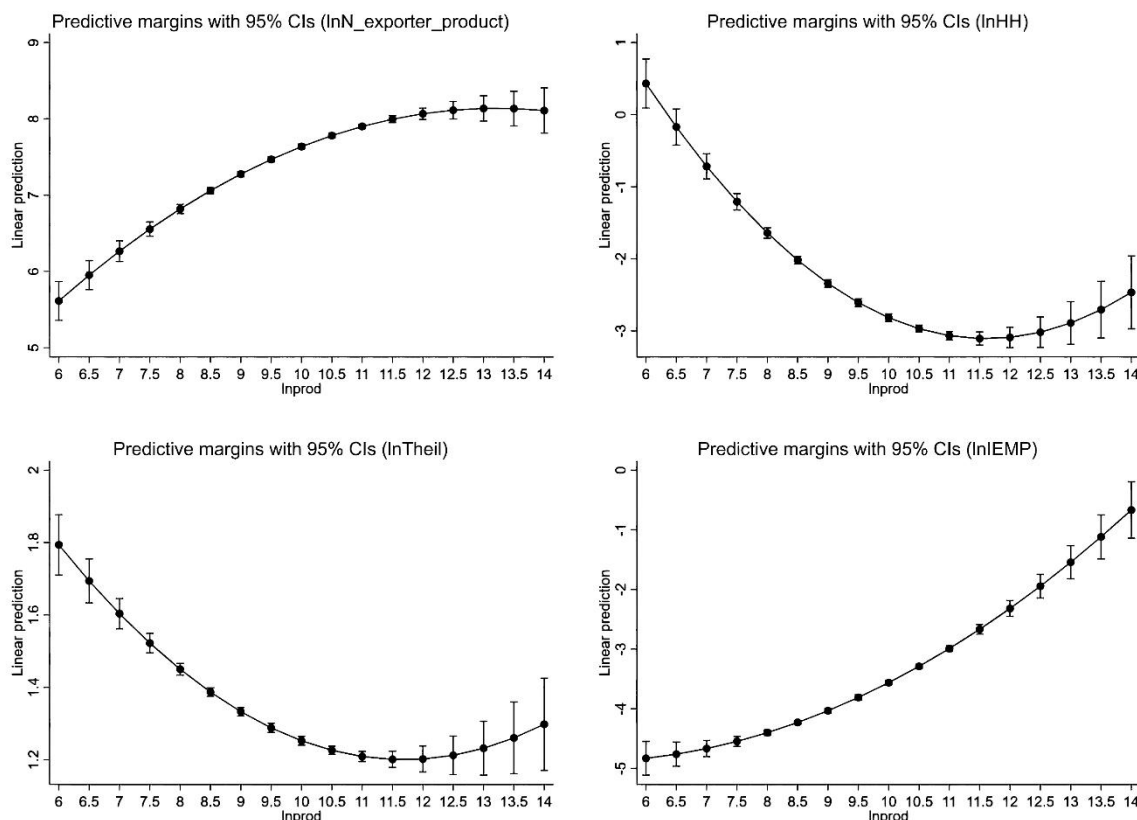 Predictive margins with 95% CIs (lnN_exporter_product)
9
8
7
6
5
Linear prediction
6 6.5 7 7.5 8 8.5 9 9.5 10 10.5 11 11.5 12 12.5 13 13.5 14
lnprod
Predictive margins with 95% CIs (lnHH)
1
0
-1
-2
-3
Linear prediction
6 6.5 7 7.5 8 8.5 9 9.5 10 10.5 11 11.5 12 12.5 13 13.5 14
lnprod
Predictive margins with 95% CIs (lnTheil)
2
1.8
1.6
1.4
1.2
Linear prediction
6 6.5 7 7.5 8 8.5 9 9.5 10 10.5 11 11.5 12 12.5 13 13.5 14
lnprod
Predictive margins with 95% CIs (lnIEMP)
0
-1
-2
-3
-4
-5
Linear prediction
6 6.5 7 7.5 8 8.5 9 9.5 10 10.5 11 11.5 12 12.5 13 13.5 14
lnprod